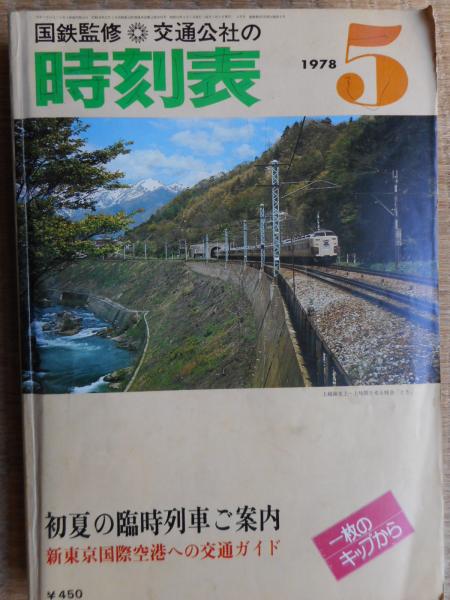 国鉄監修 交通公社の
時刻表
1978 5
初夏の臨時列車ご案内
新東京国際空港への交通ガイド
一枚の
キップから
¥450